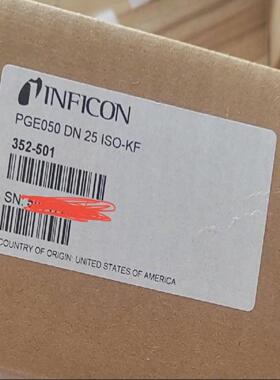 INFICON
PGE050 DN 25 ISO-KF
352-501
SN
COUNTRY OF ORIGIN: UNITED STATES OF AMERICA